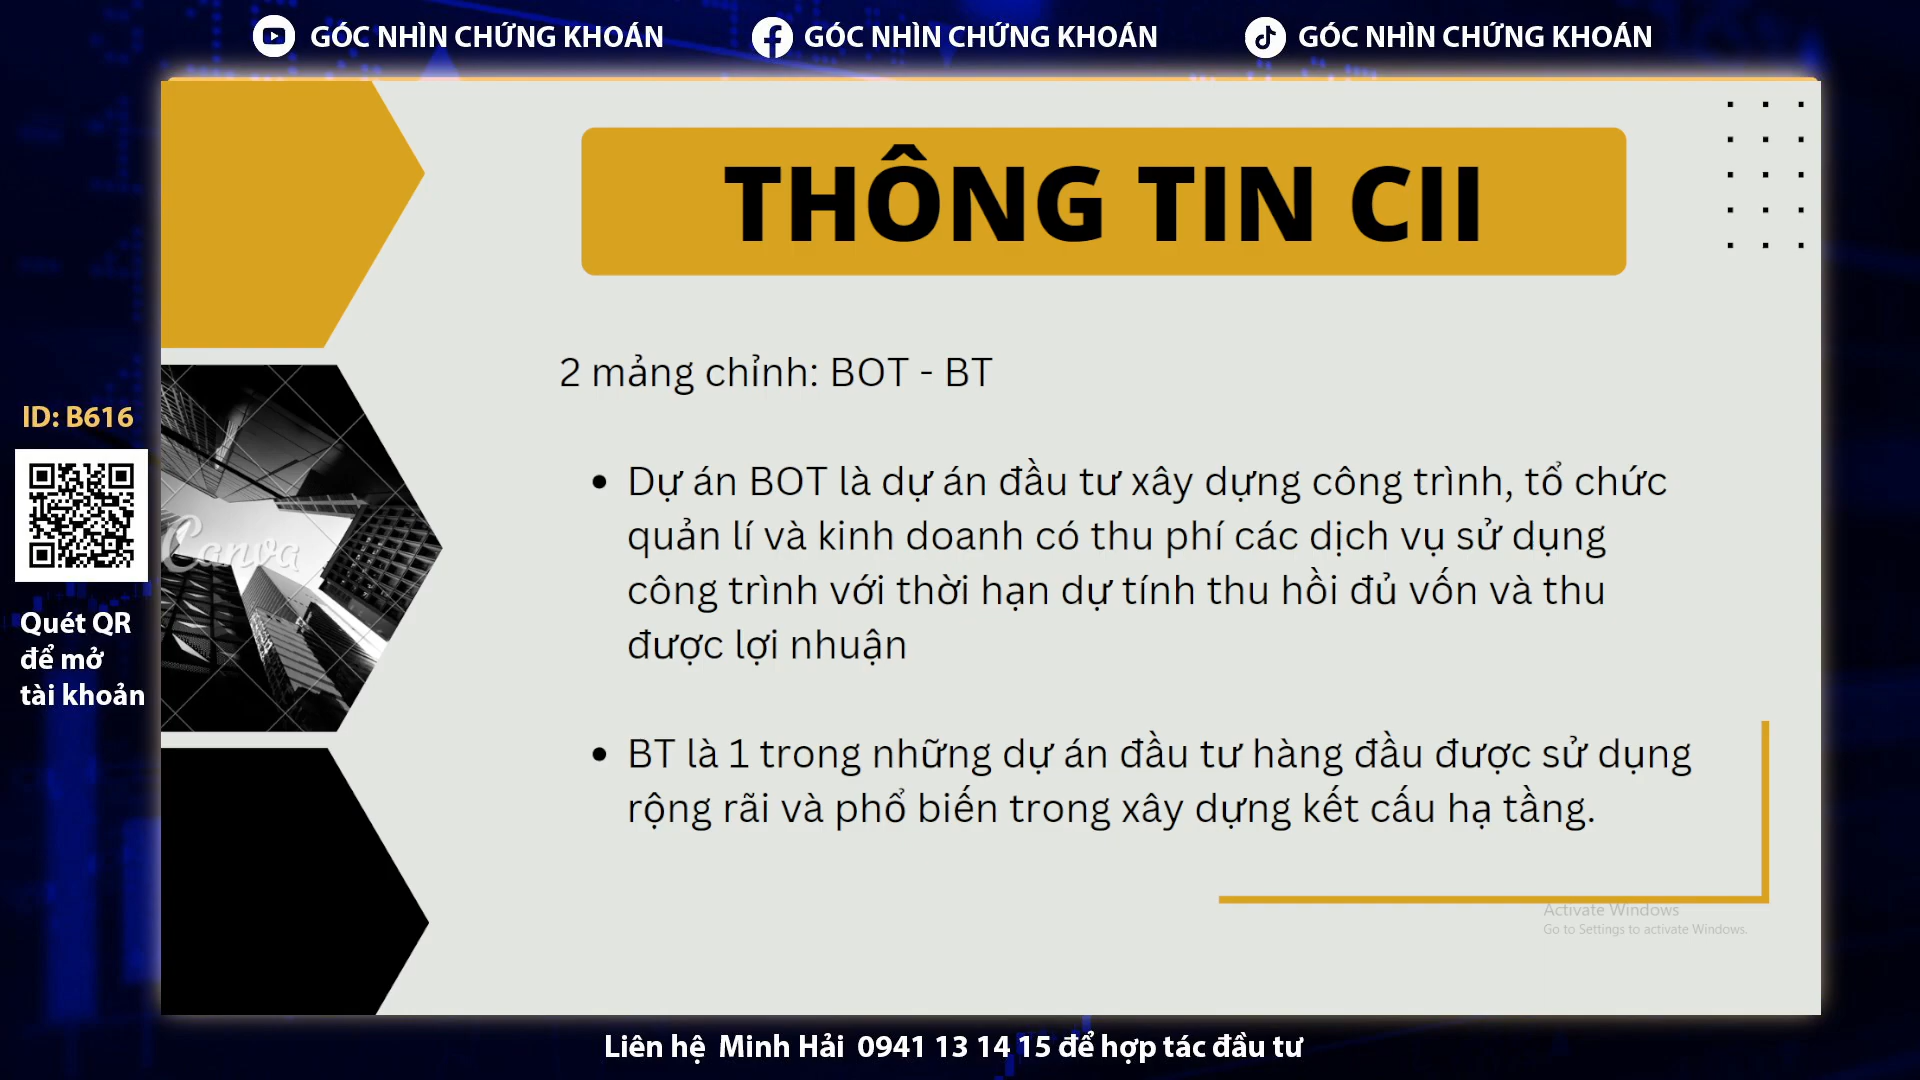 GÓC NHÌN CHỨNG KHOÁN
GÓC NHÌN CHỨNG KHOÁN
GÓC NHÌN CHỨNG KHOÁN
THÔNG TIN CII
2 mảng chỉnh: BOT - BT
Dự án BOT là dự án đầu tư xây dựng công trình, tổ chức
quản lí và kinh doanh có thu phí các dịch vụ sử dụng
công trình với thời hạn dự tính thu hồi đủ vốn và thu
được lợi nhuận
BT là 1 trong những dự án đầu tư hàng đầu được sử dụng
rộng rãi và phổ biến trong xây dựng kết cấu hạ tầng.
ID: B616
Quét QR
để mở
tài khoản
Canva
Activate Windows
Go to Settings to activate Windows.
Liên hệ Minh Hải 0941 13 14 15 để hợp tác đầu tư